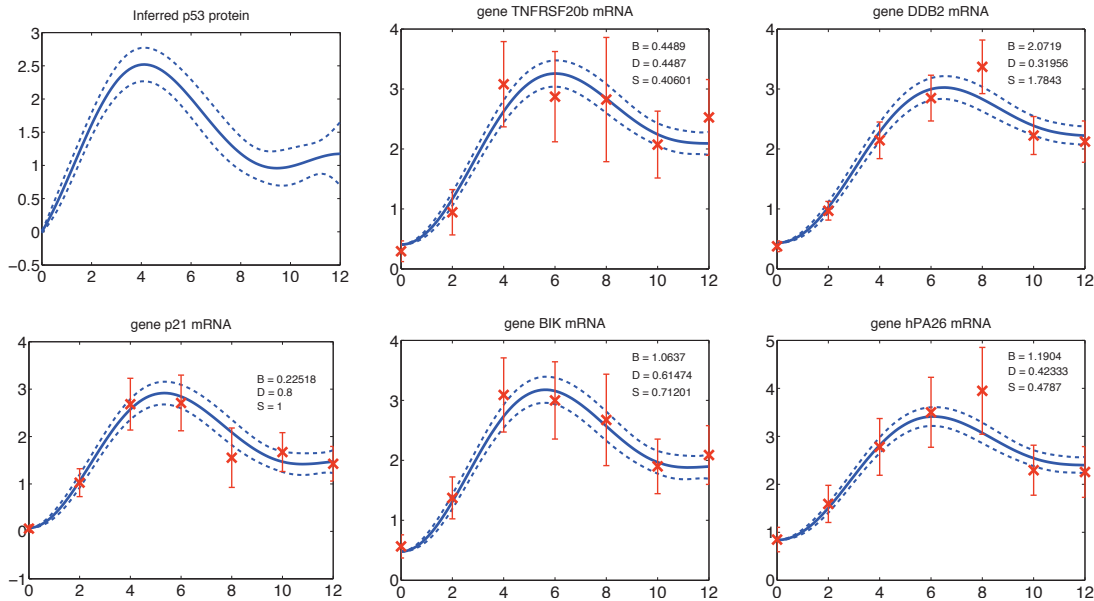 Inferred p53 protein
3
2.5
2
1.5
1
0.5
0
−0.5
0 2 4 6 8 10 12
gene TNFRSF20b mRNA
B = 0.4489
D = 0.4487
S = 0.40601
4
3
2
1
0
0 2 4 6 8 10 12
gene DDB2 mRNA
B = 2.0719
D = 0.31956
S = 1.7843
4
3
2
1
0
0 2 4 6 8 10 12
gene p21 mRNA
B = 0.22518
D = 0.8
S = 1
4
3
2
1
0
−1
0 2 4 6 8 10 12
gene BIK mRNA
B = 1.0637
D = 0.61474
S = 0.71201
4
3
2
1
0
0 2 4 6 8 10 12
gene hPA26 mRNA
B = 1.1904
D = 0.42333
S = 0.4787
5
4
3
2
1
0
0 2 4 6 8 10 12